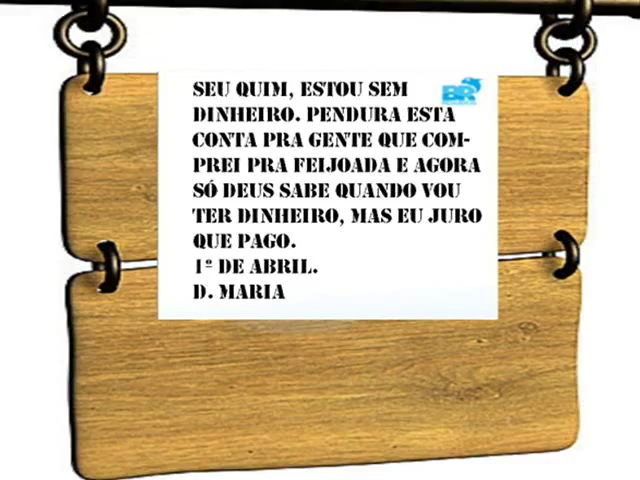 SEU QUIM, ESTOU SEM
BR
DINHEIRO. PENDURA ESTA
CONTA PRA GENTE QUE COM-
PREI PRA FEIJOADA E AGORA
SÓ DEUS SABE QUANDO VOU
TER DINHEIRO, MAS EU JURO
QUE PAGO.
1º DE ABRIL.
D. MARIA